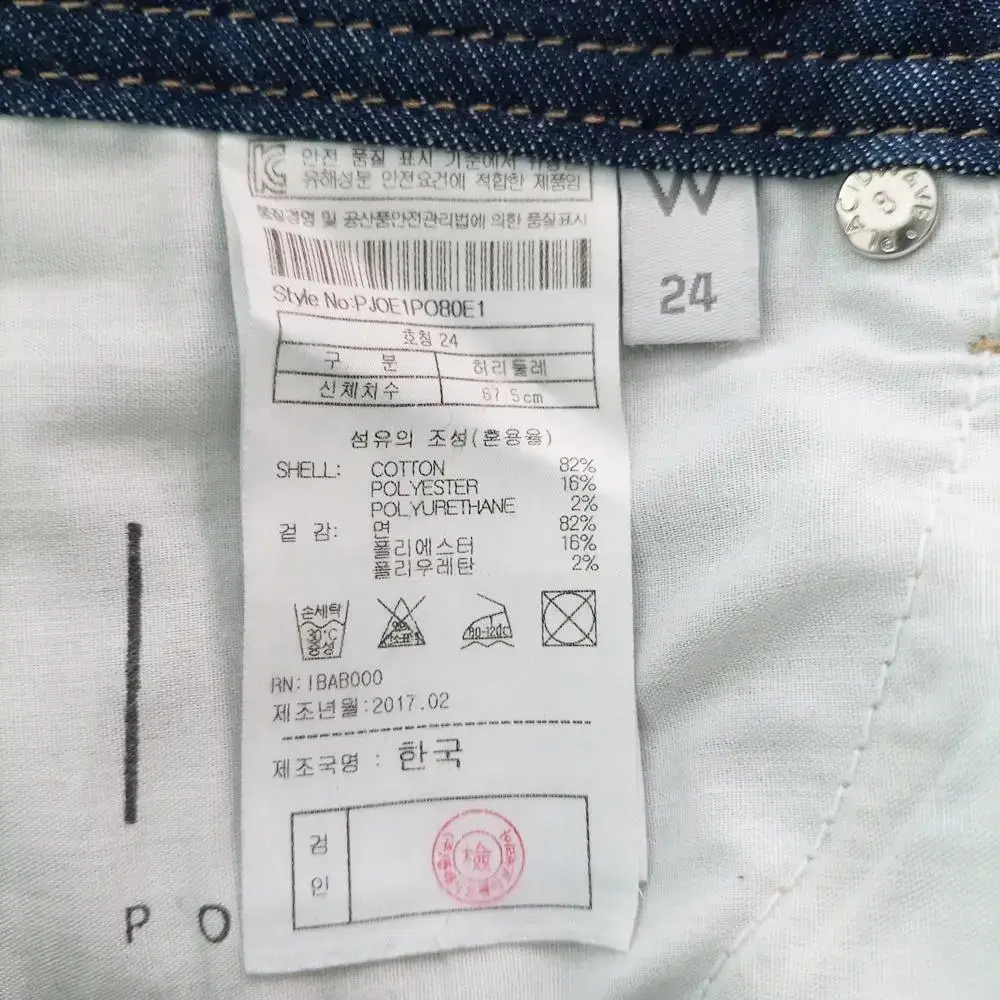 안전 품질 표시 기준에서
유해성분 안전요건에 적합한 제품임
품질경영 및 공산품안전관리법에 의한 품질표시
Style No:PJOE1PO80E1
호칭 24
구 분 허리둘레
신체치수 67.5cm
섬유의 조성(혼용율)
SHELL: COTTON 82%
POLYESTER 16%
POLYURETHANE 2%
겉 감: 면 82%
폴리에스터 16%
폴리우레탄 2%
손세탁
30°C
중성
80-120C
RN:IBAB000
제조년월:2017.02
제조국명 : 한국
검
인
檢
W
24
P O